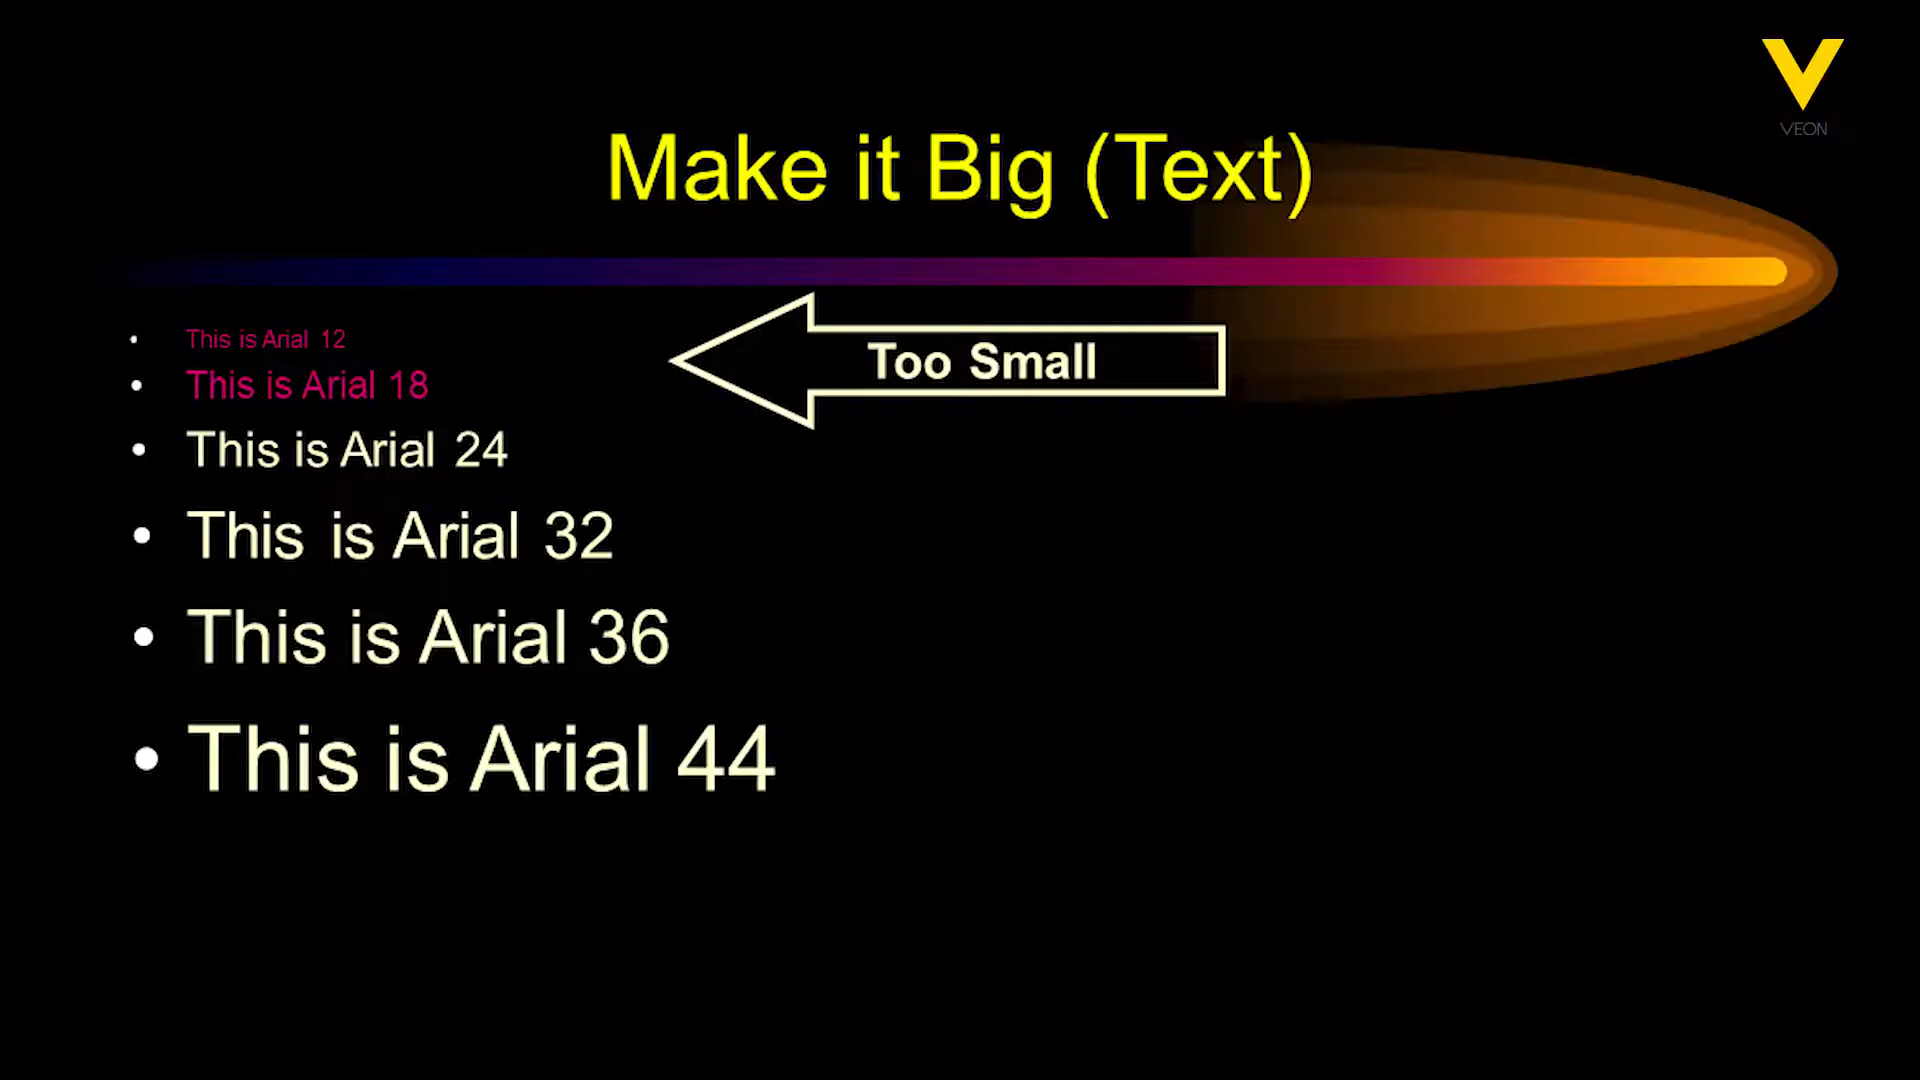 VEON
Make it Big (Text)
• This is Arial 12
• This is Arial 18
Too Small
• This is Arial 24
• This is Arial 32
• This is Arial 36
• This is Arial 44